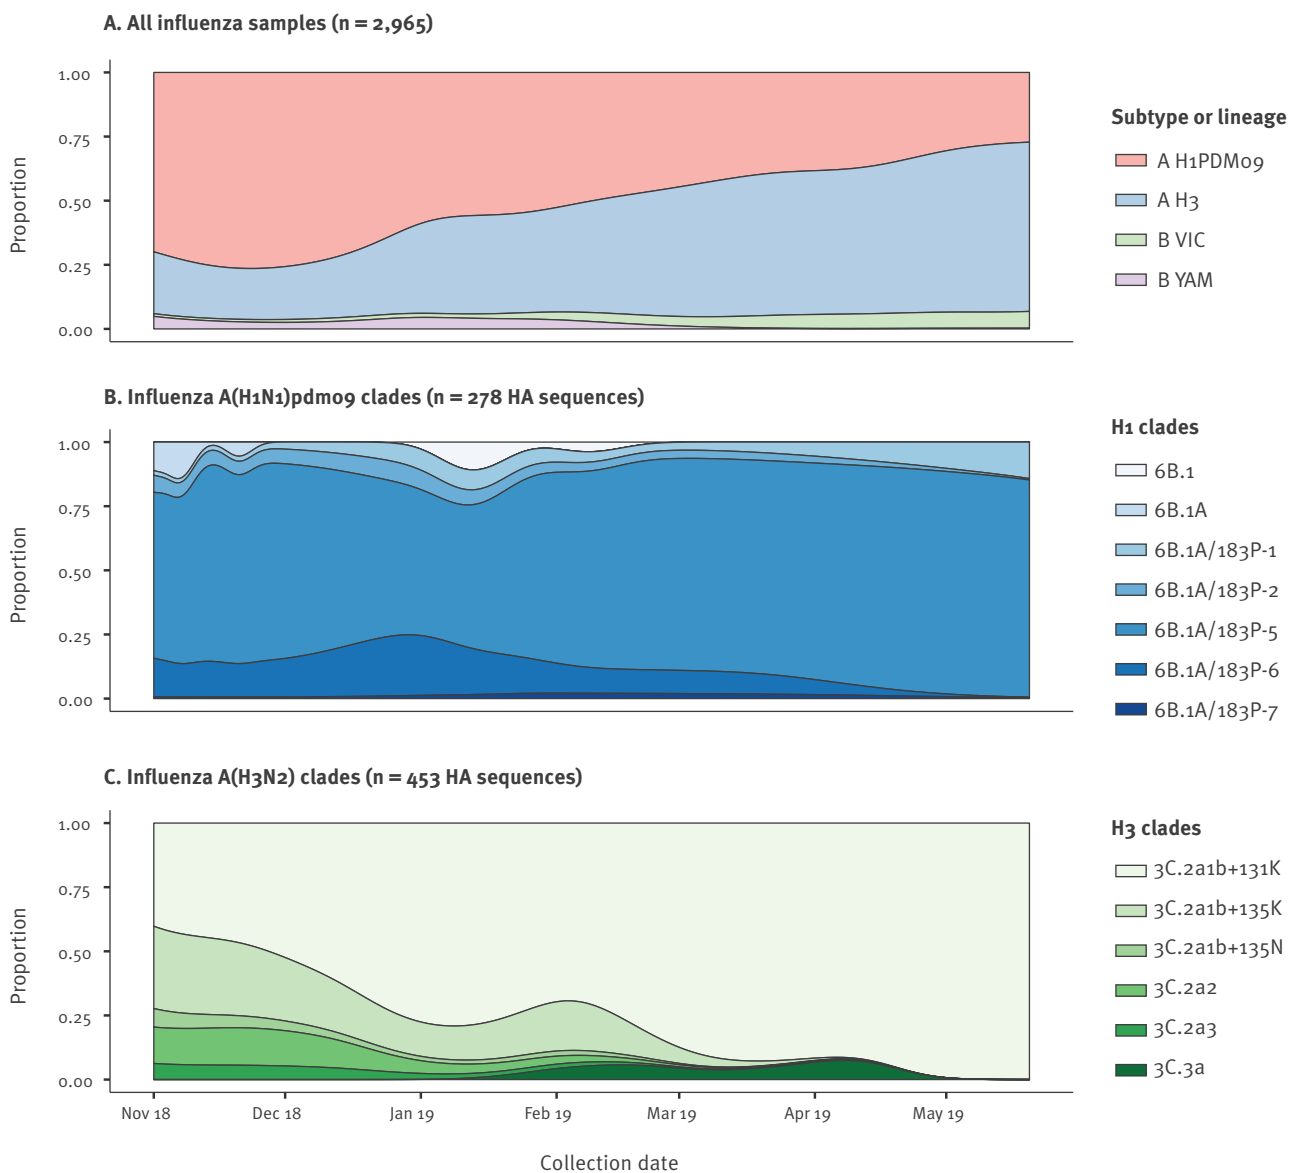 A. All influenza samples (n = 2,965)
Proportion
1.00
0.75
0.50
0.25
0.00
Subtype or lineage
A H1PDM09
A H3
B VIC
B YAM
B. Influenza A(H1N1)pdm09 clades (n = 278 HA sequences)
Proportion
1.00
0.75
0.50
0.25
0.00
H1 clades
6B.1
6B.1A
6B.1A/183P-1
6B.1A/183P-2
6B.1A/183P-5
6B.1A/183P-6
6B.1A/183P-7
C. Influenza A(H3N2) clades (n = 453 HA sequences)
Proportion
1.00
0.75
0.50
0.25
0.00
H3 clades
3C.2a1b+131K
3C.2a1b+135K
3C.2a1b+135N
3C.2a2
3C.2a3
3C.3a
Nov 18 Dec 18 Jan 19 Feb 19 Mar 19 Apr 19 May 19
Collection date